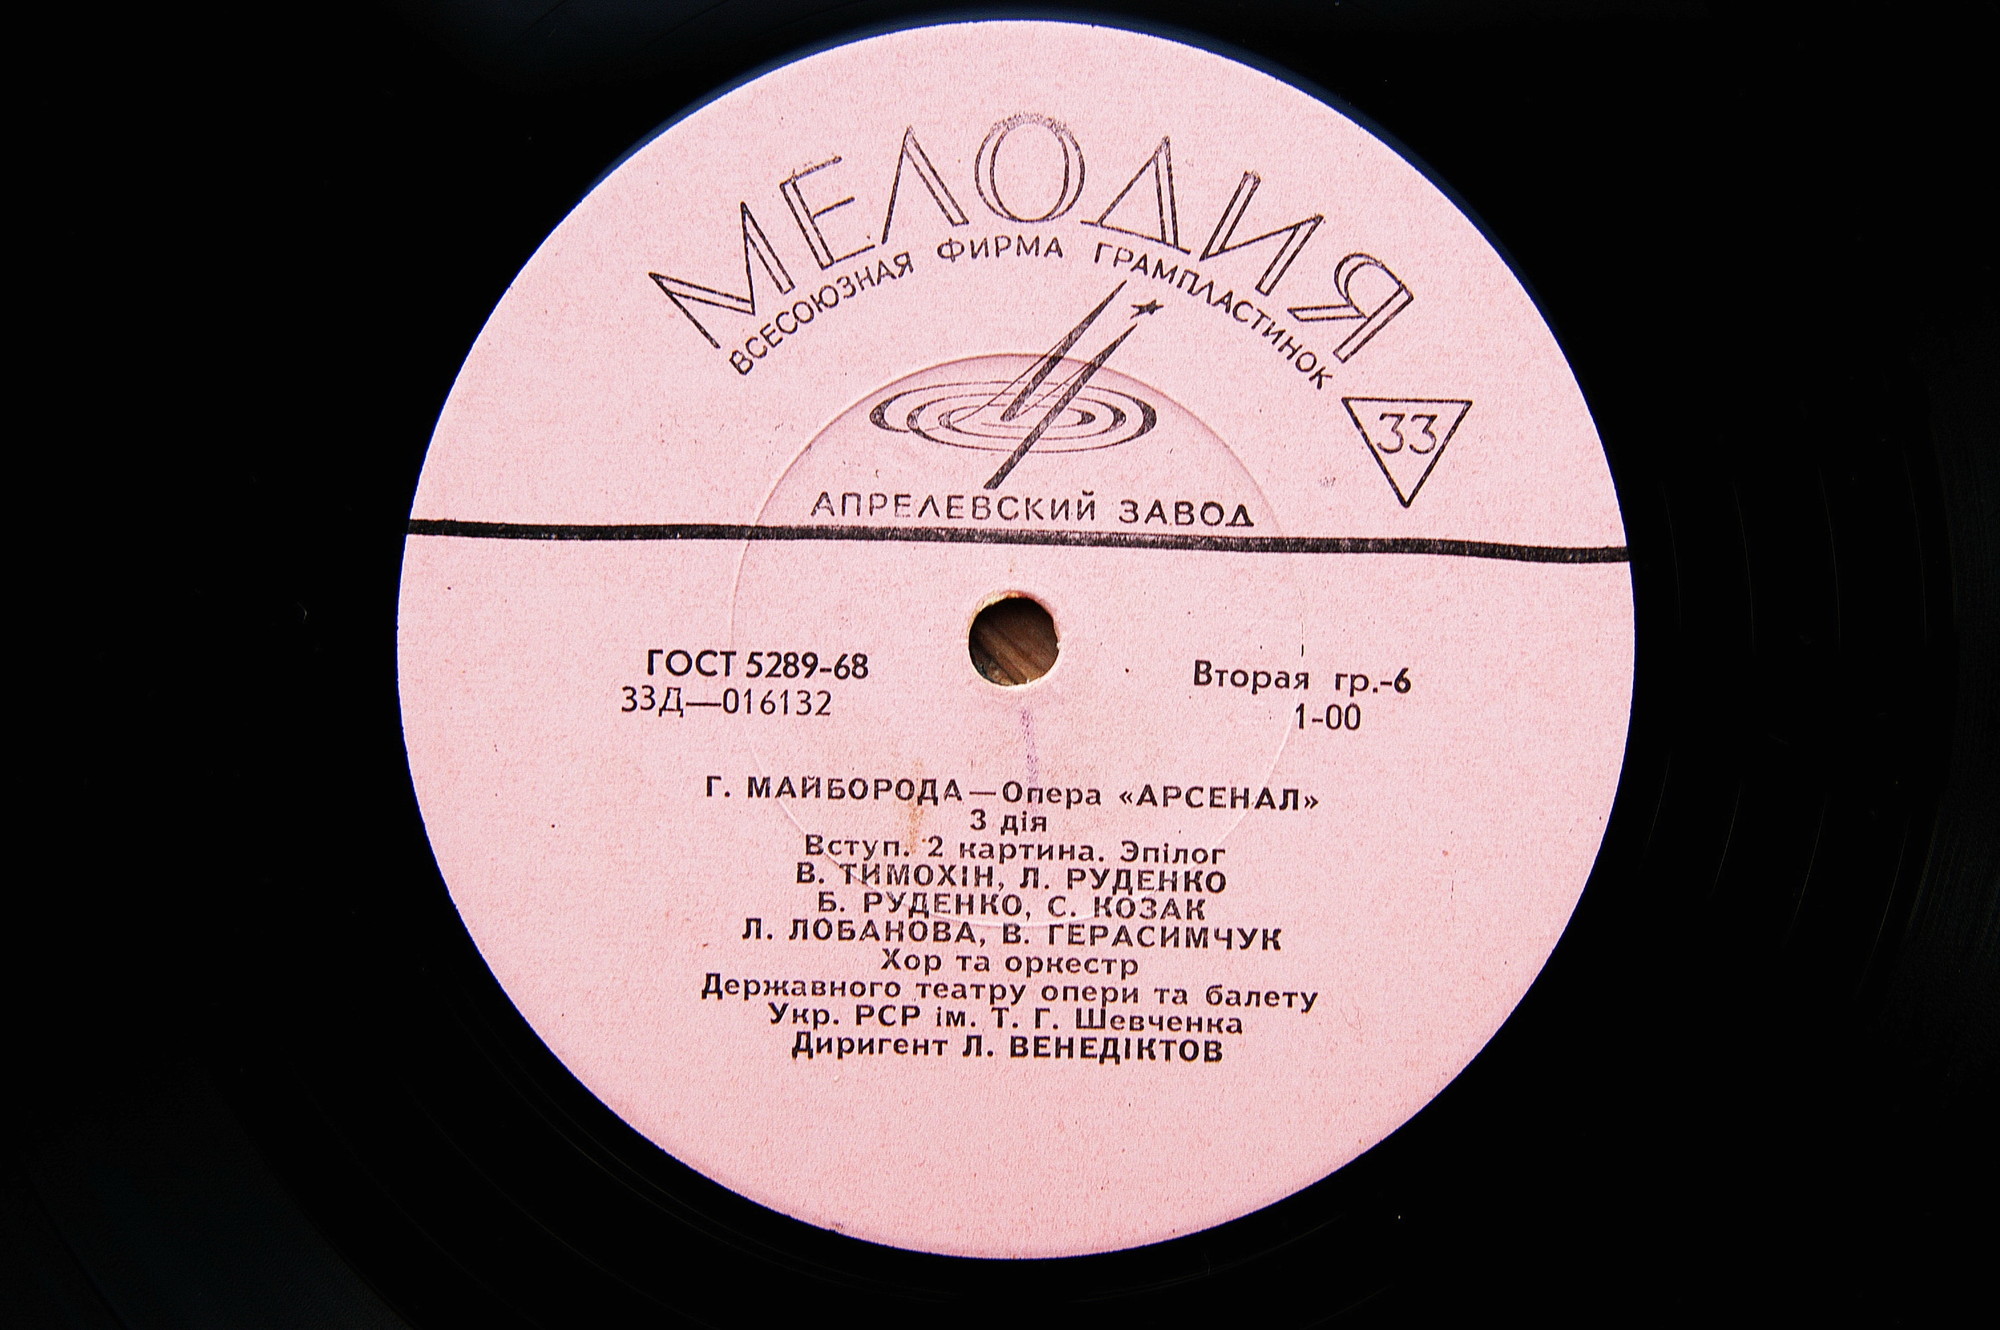 МЕЛОДИЯ
ВСЕСОЮЗНАЯ ФИРМА ГРАМПЛАСТИНОК
33
АПРЕЛЕВСКИЙ ЗАВОД
ГОСТ 5289-68
33Д—016132
Вторая гр.-6
1-00
Г. МАЙБОРОДА—Опера «АРСЕНАЛ»
3 дія
Вступ. 2 картина. Эпілог
В. ТИМОХІН, Л. РУДЕНКО
Б. РУДЕНКО, С. КОЗАК
Л. ЛОБАНОВА, В. ГЕРАСИМЧУК
Хор та оркестр
Державного театру опери та балету
Укр. РСР ім. Т. Г. Шевченка
Диригент Л. ВЕНЕДІКТОВ